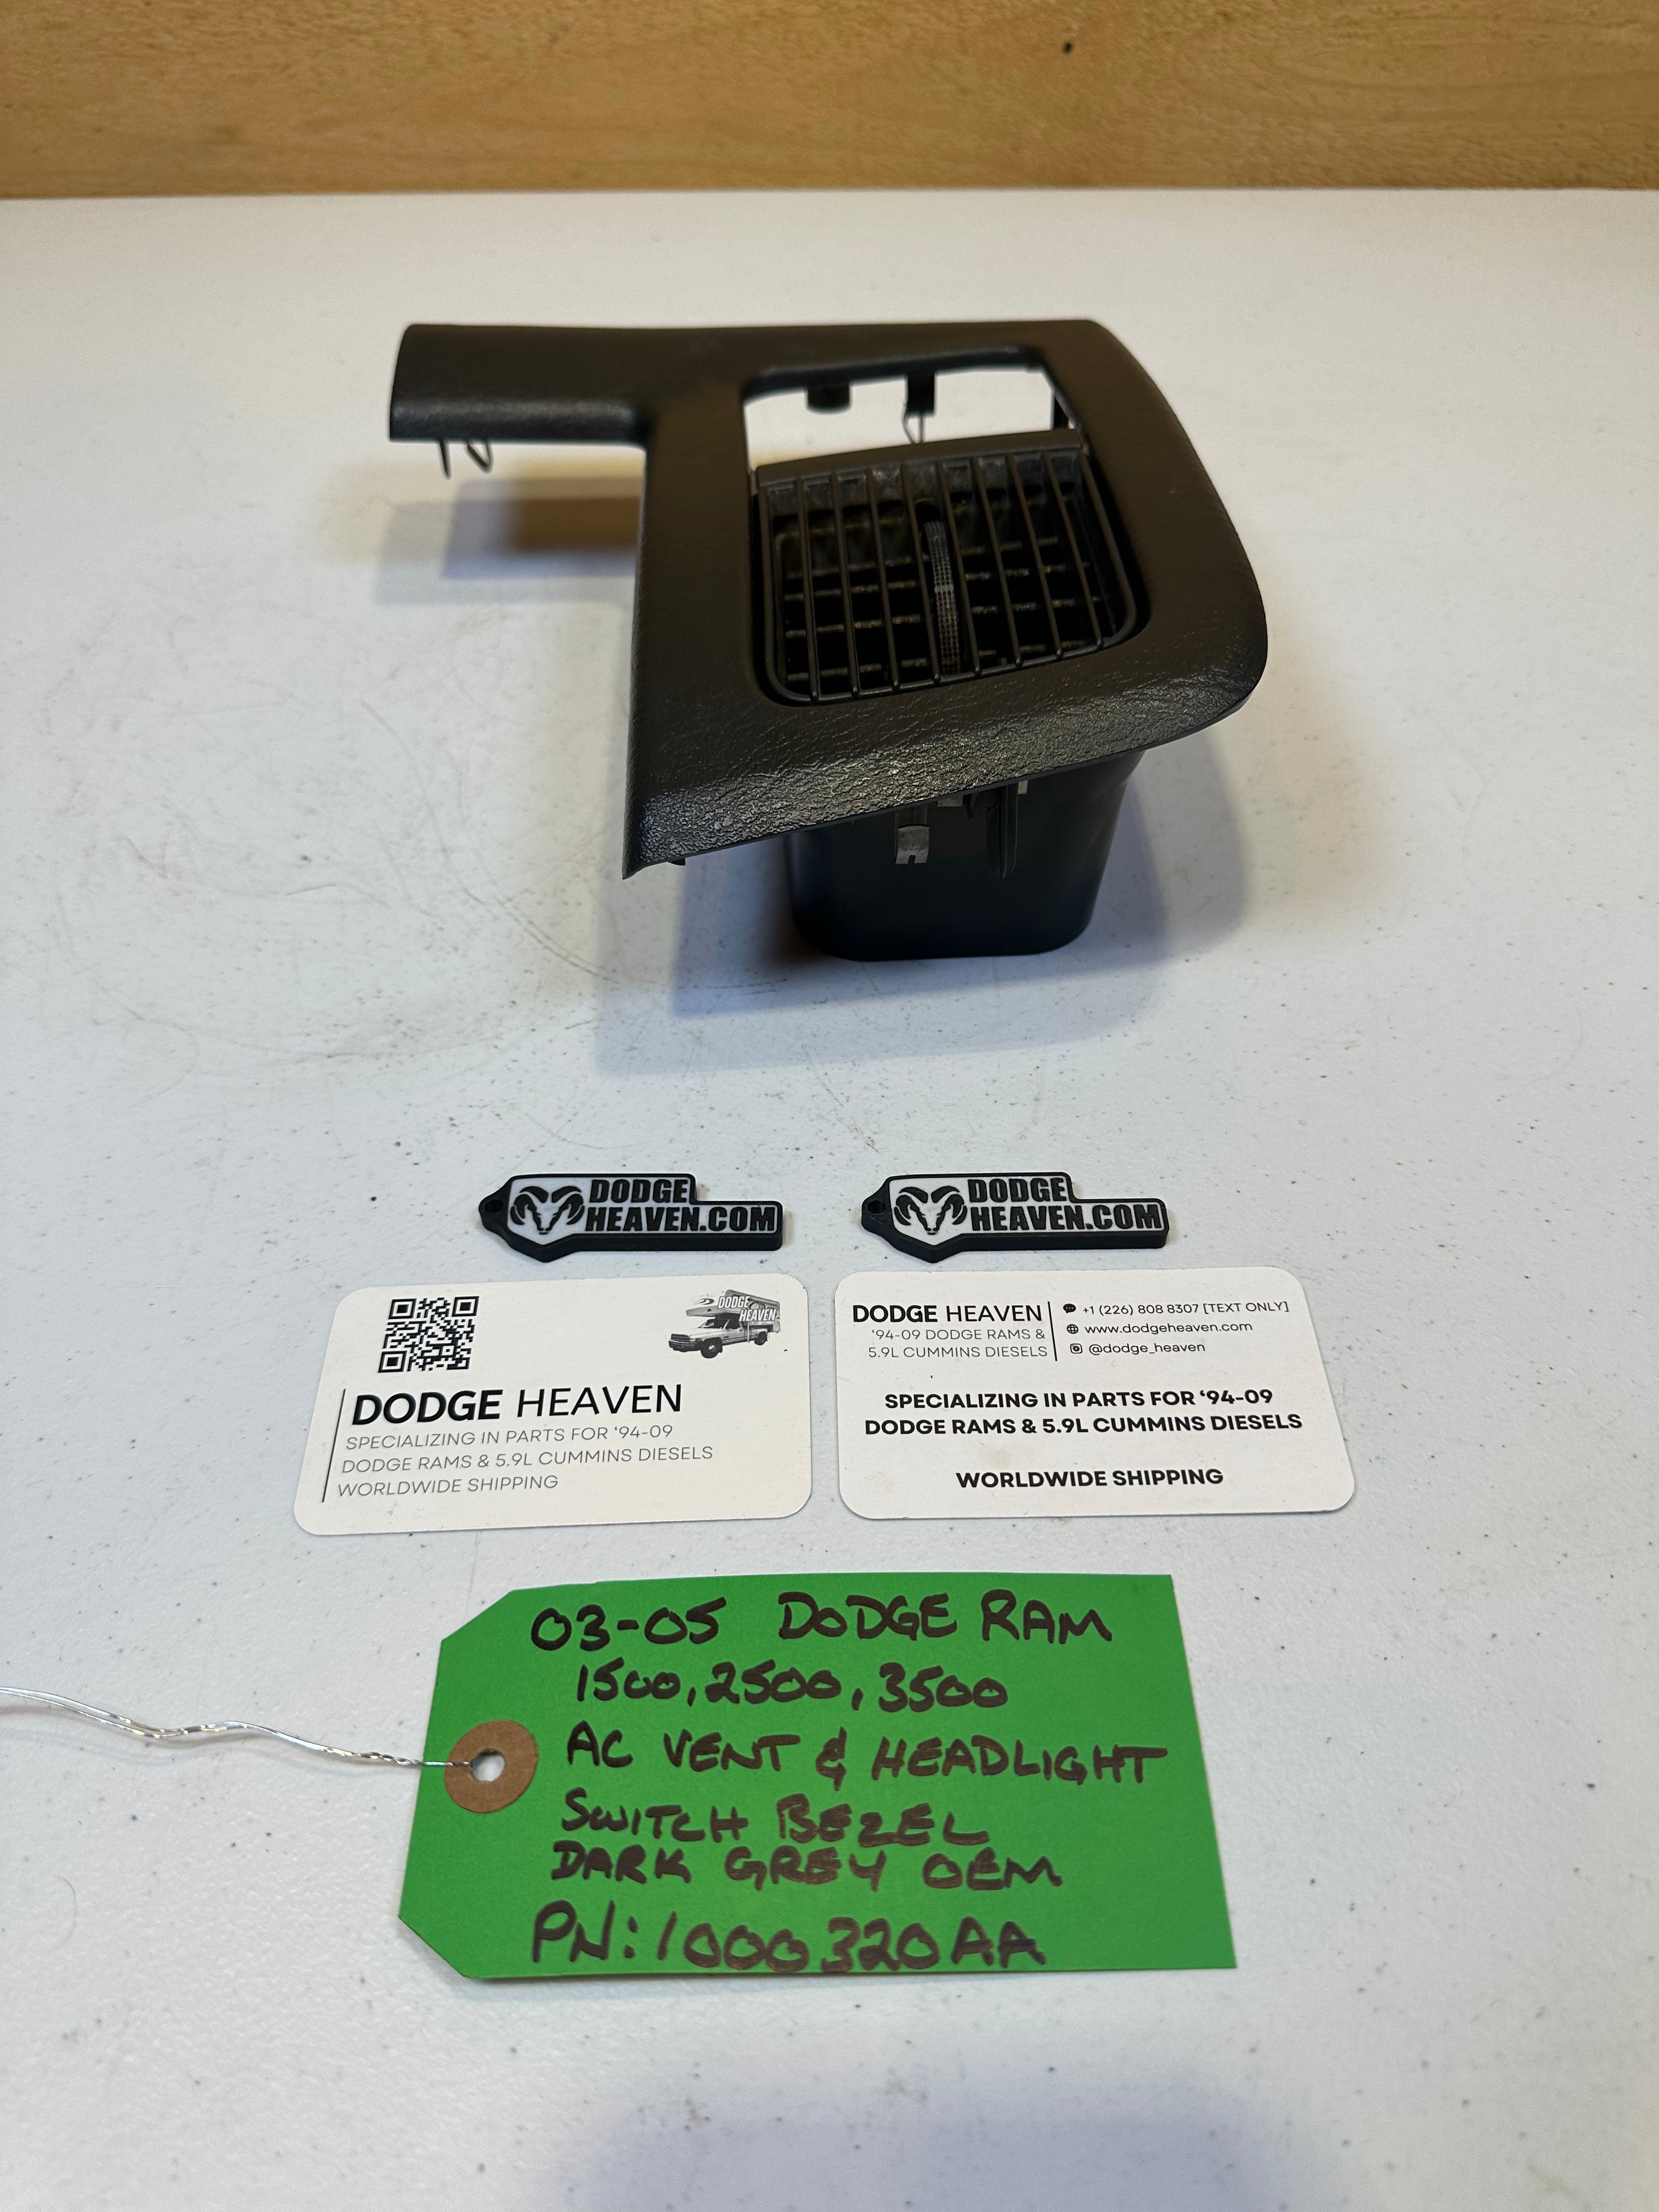 DODGE
HEAVEN.COM
DODGE
HEAVEN.COM
DODGE
HEAVEN
DODGE HEAVEN
SPECIALIZING IN PARTS FOR ‘94-09
DODGE RAMS & 5.9L CUMMINS DIESELS
WORLDWIDE SHIPPING
DODGE HEAVEN
'94-09 DODGE RAMS &
5.9L CUMMINS DIESELS
+1 (226) 808 8307 [TEXT ONLY]
www.dodgeheaven.com
@dodge_heaven
SPECIALIZING IN PARTS FOR ‘94-09
DODGE RAMS & 5.9L CUMMINS DIESELS
WORLDWIDE SHIPPING
03-05 DODGE RAM
1500, 2500, 3500
AC VENT & HEADLIGHT
SWITCH BEZEL
DARK GREY OEM
PN: 1000320AA